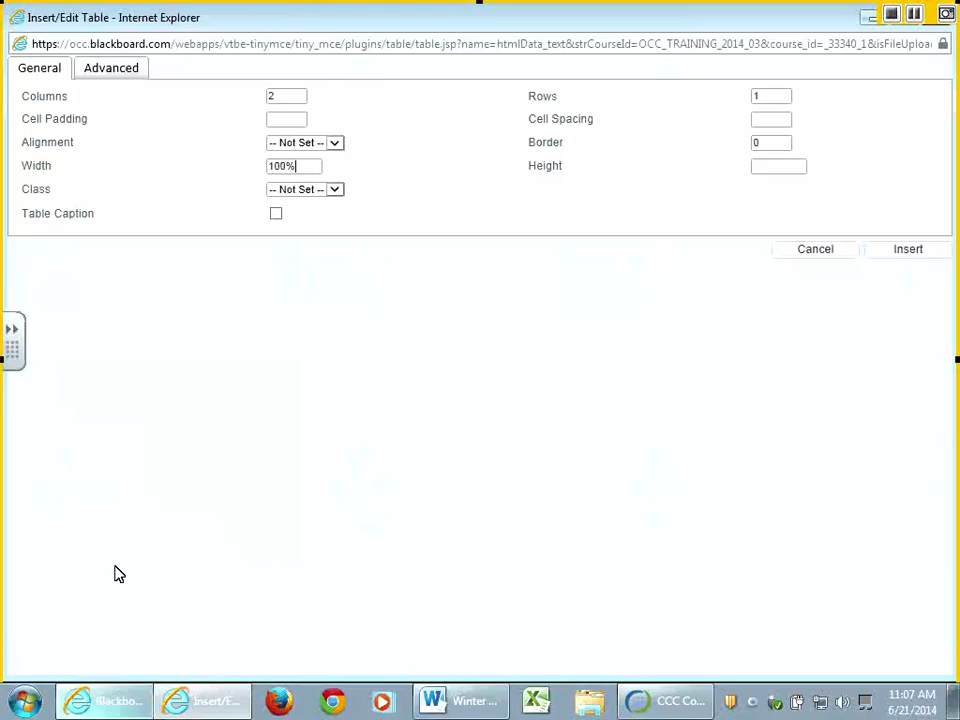 Insert/Edit Table - Internet Explorer
https://occ.blackboard.com/webapps/vtbe-tinymce/tiny_mce/plugins/table/table.jsp?name=htmlData_text&strCourseId=OCC_TRAINING_2014_03&course_id=_33340_1&isFileUploa
General Advanced
Columns 2 Rows 1
Cell Padding Cell Spacing
Alignment -- Not Set -- Border 0
Width 100% Height
Class -- Not Set --
Table Caption
Cancel Insert
Blackbo... Insert/E... Winter ... CCC Co... 11:07 AM
6/21/2014